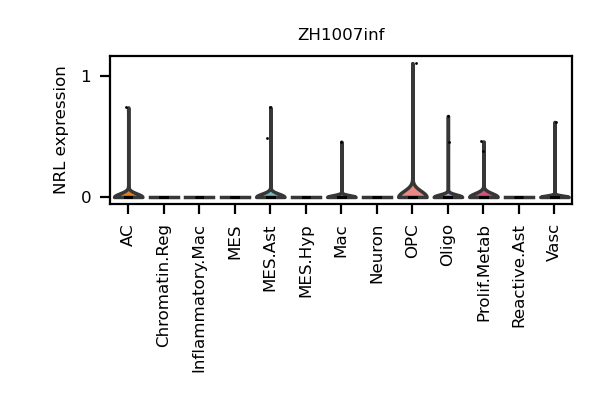 ZH1007inf
NRL expression
1
0
AC
Chromatin.Reg
Inflammatory.Mac
MES
MES.Ast
MES.Hyp
Mac
Neuron
OPC
Oligo
Prolif.Metab
Reactive.Ast
Vasc